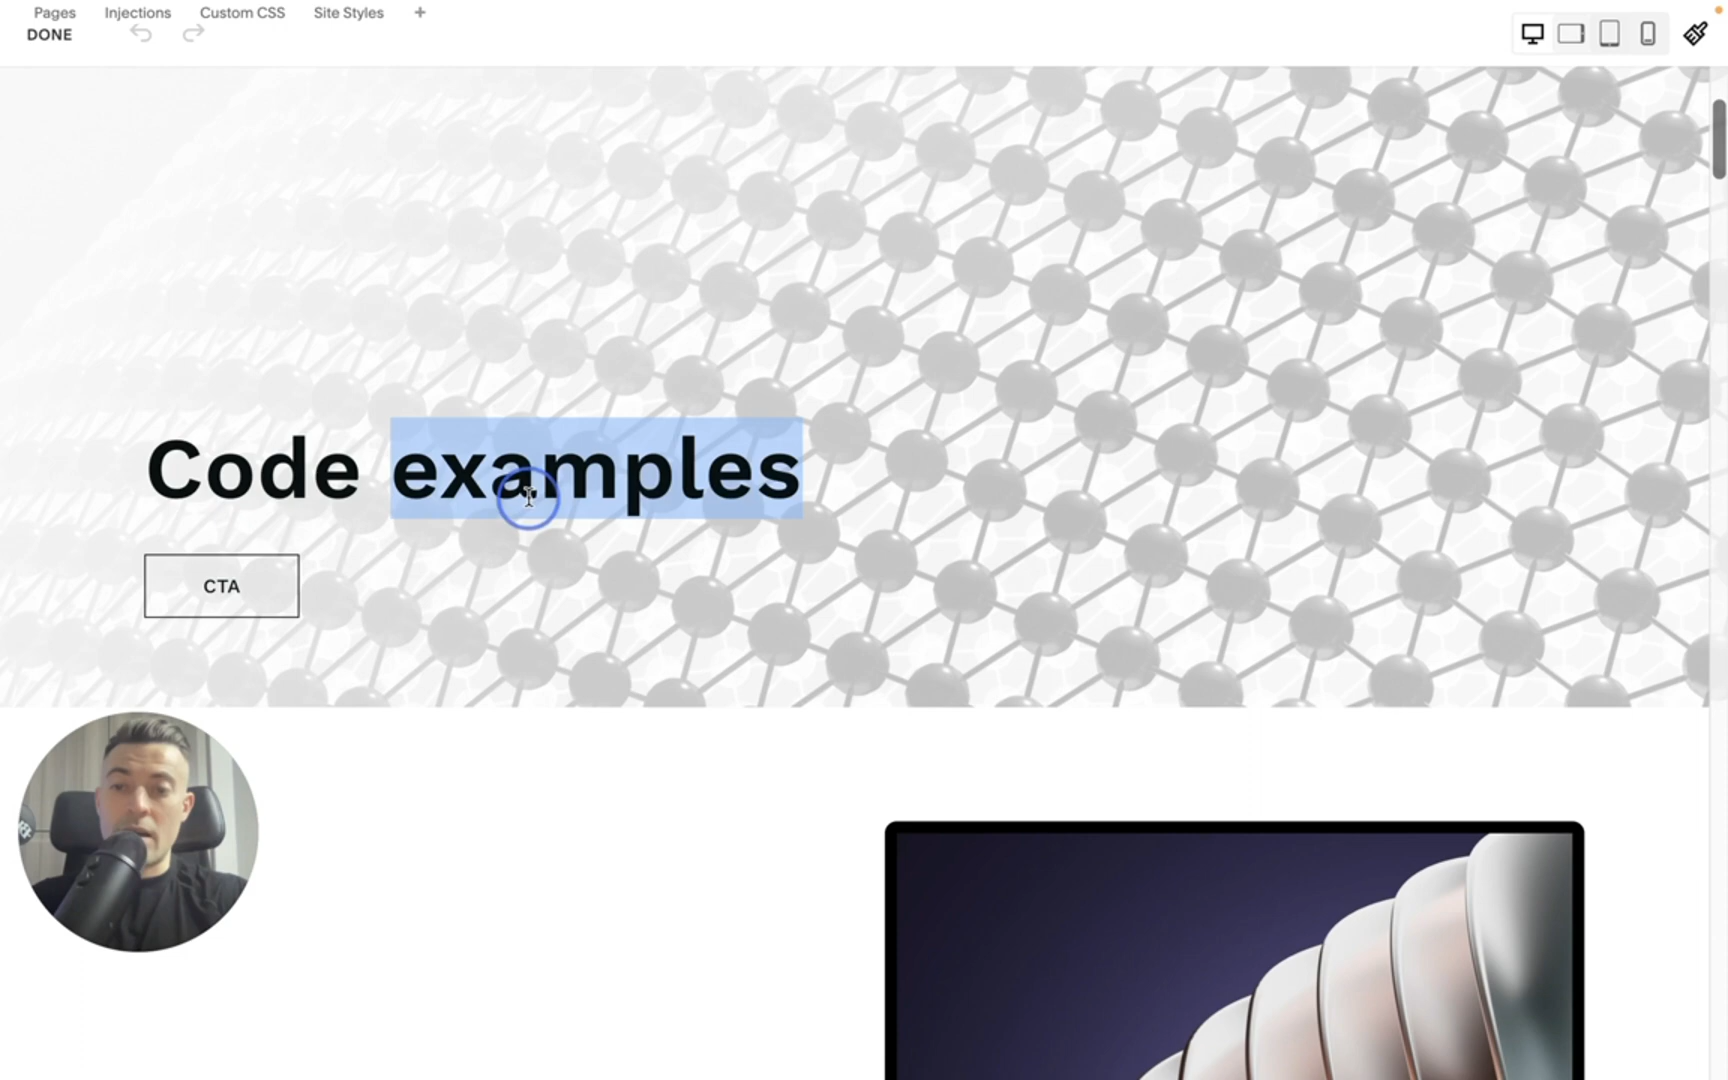 Pages Injections Custom CSS Site Styles +
DONE
Code examples
CTA